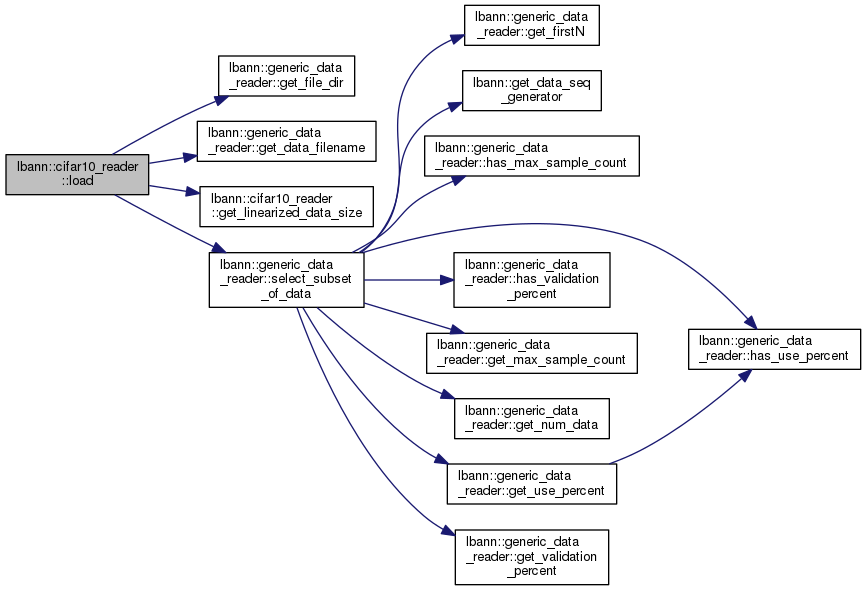 lbann::generic_data
_reader::get_firstN
lbann::generic_data
_reader::get_file_dir
lbann::get_data_seq
_generator
lbann::generic_data
_reader::get_data_filename
lbann::generic_data
_reader::has_max_sample_count
lbann::cifar10_reader
::load
lbann::cifar10_reader
::get_linearized_data_size
lbann::generic_data
_reader::select_subset
_of_data
lbann::generic_data
_reader::has_validation
_percent
lbann::generic_data
_reader::get_max_sample_count
lbann::generic_data
_reader::has_use_percent
lbann::generic_data
_reader::get_num_data
lbann::generic_data
_reader::get_use_percent
lbann::generic_data
_reader::get_validation
_percent